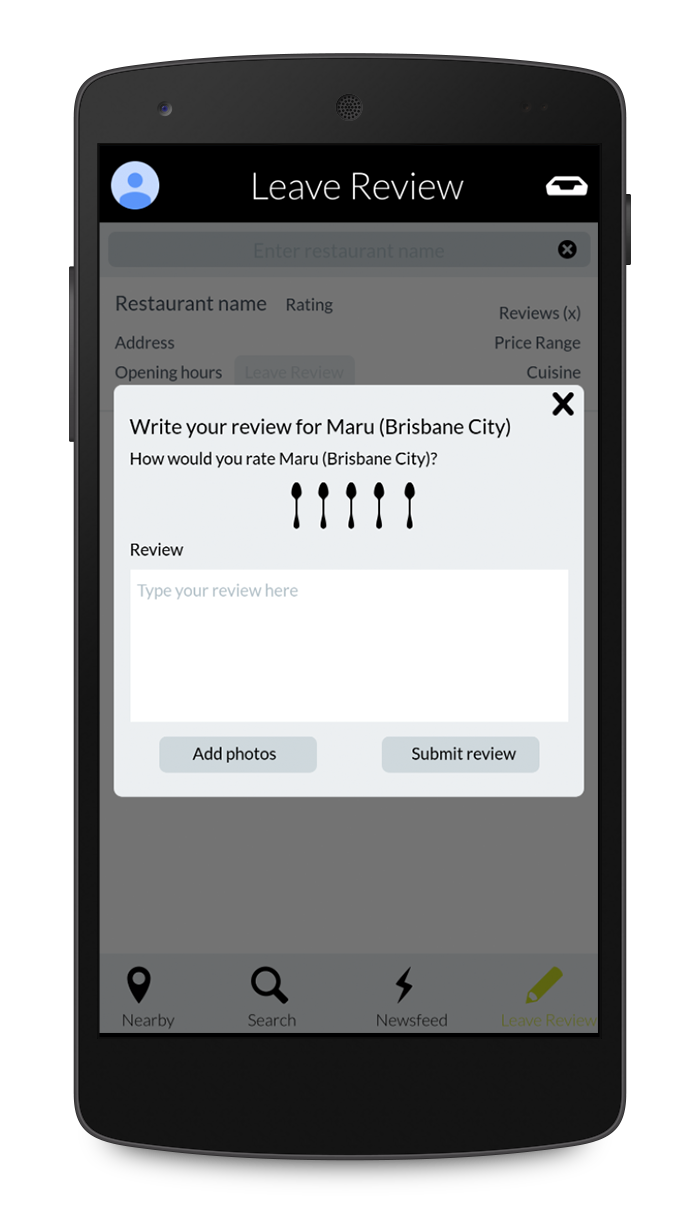 Leave Review
Enter restaurant name
Restaurant name Rating
Reviews (x)
Address Price Range
Opening hours Leave Review Cuisine
Write your review for Maru (Brisbane City)
How would you rate Maru (Brisbane City)?
Review
Type your review here
Add photos Submit review
Nearby Search Newsfeed Leave Review